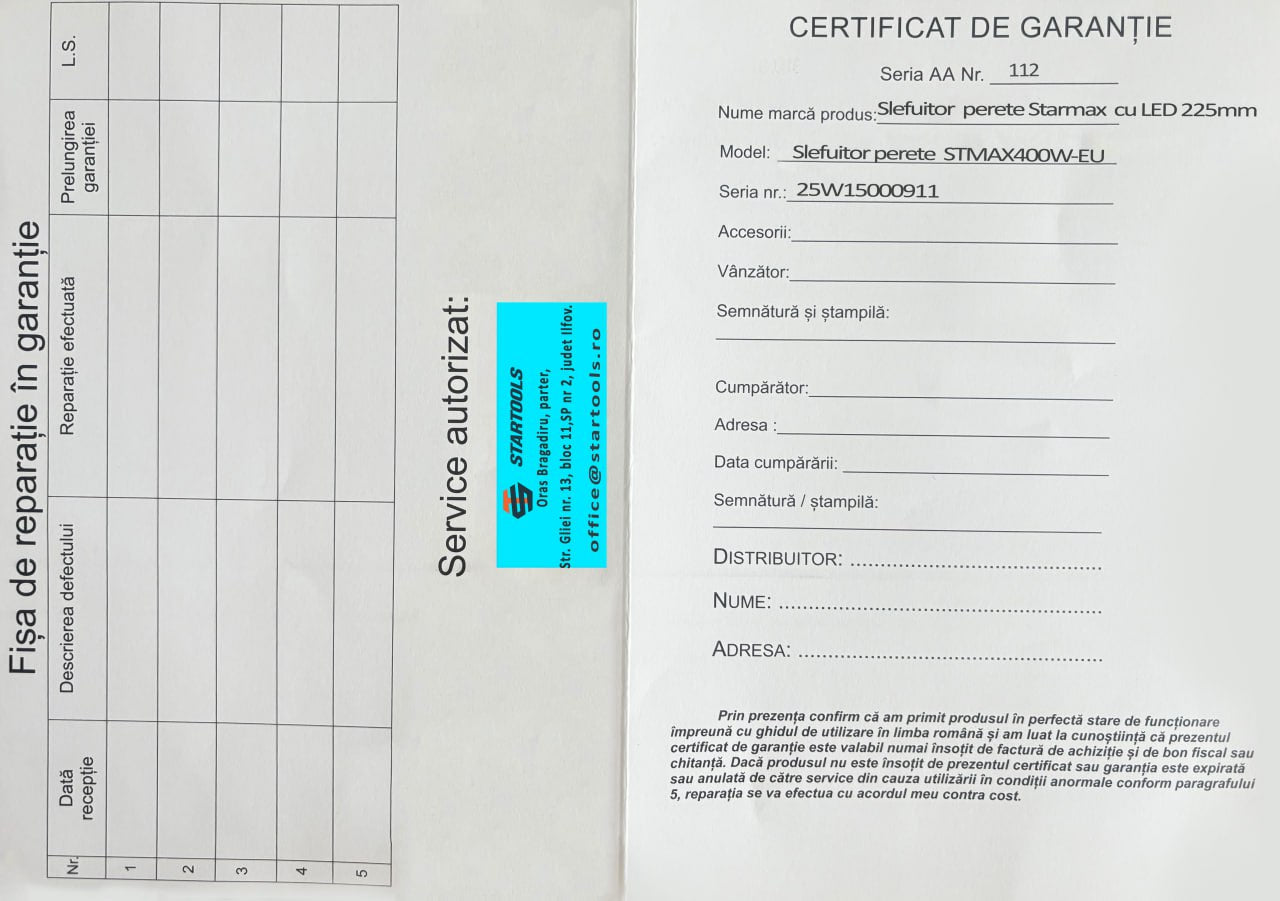 Fișa de reparație în garanție
Nr.
Dată recepție
Descrierea defectului
Reparație efectuată
Prelungirea garanției
L.S.
1
2
3
4
5
Service autorizat:
STARTOOLS
Oras Bragadiru, parter,
Str. Gliei nr. 13, bloc 11,SP nr 2, judet Ilfov.
office@startools.ro
CERTIFICAT DE GARANȚIE
Seria AA Nr. 112
Nume marcă produs: Slefuitor perete Starmax cu LED 225mm
Model: Slefuitor perete STMAX400W-EU
Seria nr.: 25W15000911
Accesorii:
Vânzător:
Semnătură și ștampilă:
Cumpărător:
Adresa :
Data cumpărării:
Semnătură / ștampilă:
DISTRIBUITOR:
NUME:
ADRESA:
Prin prezența confirm că am primit produsul în perfectă stare de funcționare
împreună cu ghidul de utilizare în limba română și am luat la cunoștiință că prezentul
certificat de garanție este valabil numai însoțit de factură de achiziție și de bon fiscal sau
chitanță. Dacă produsul nu este însoțit de prezentul certificat sau garanția este expirată
sau anulată de către service din cauza utilizării în condiții anormale conform paragrafului
5, reparația se va efectua cu acordul meu contra cost.